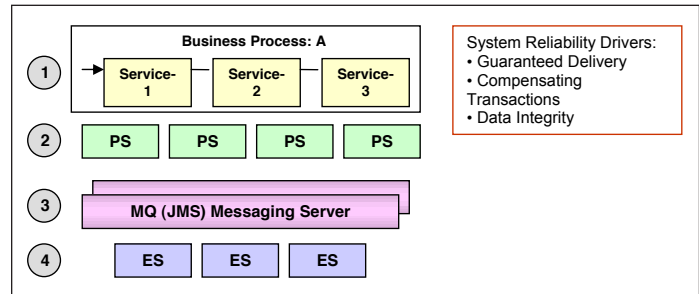 Business Process: A
1
Service-
1
Service-
2
Service-
3
2
PS
PS
PS
PS
3
MQ (JMS) Messaging Server
4
ES
ES
ES
System Reliability Drivers:
• Guaranteed Delivery
• Compensating
Transactions
• Data Integrity